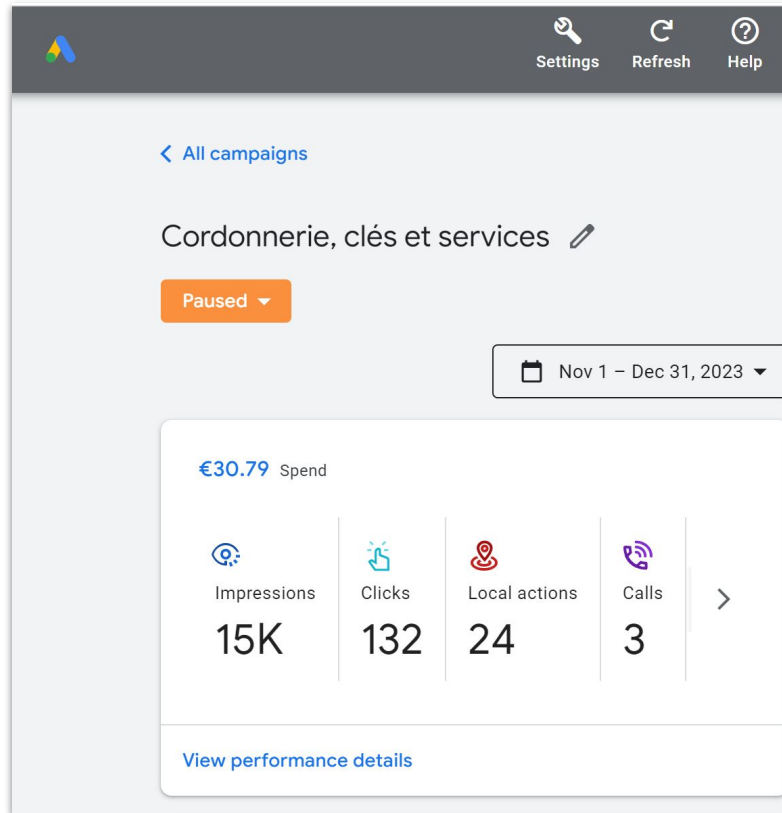 Settings Refresh Help
All campaigns
Cordonnerie, clés et services
Paused
Nov 1 – Dec 31, 2023
€30.79 Spend
Impressions Clicks Local actions Calls
15K 132 24 3
View performance details